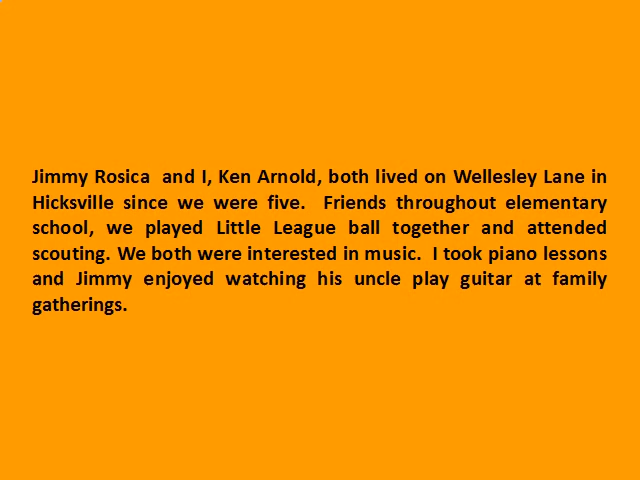 Jimmy Rosica  and I, Ken Arnold, both lived on Wellesley Lane in
Hicksville since we were five.  Friends throughout elementary
school, we played Little League ball together and attended
scouting. We both were interested in music.  I took piano lessons
and Jimmy enjoyed watching his uncle play guitar at family
gatherings.